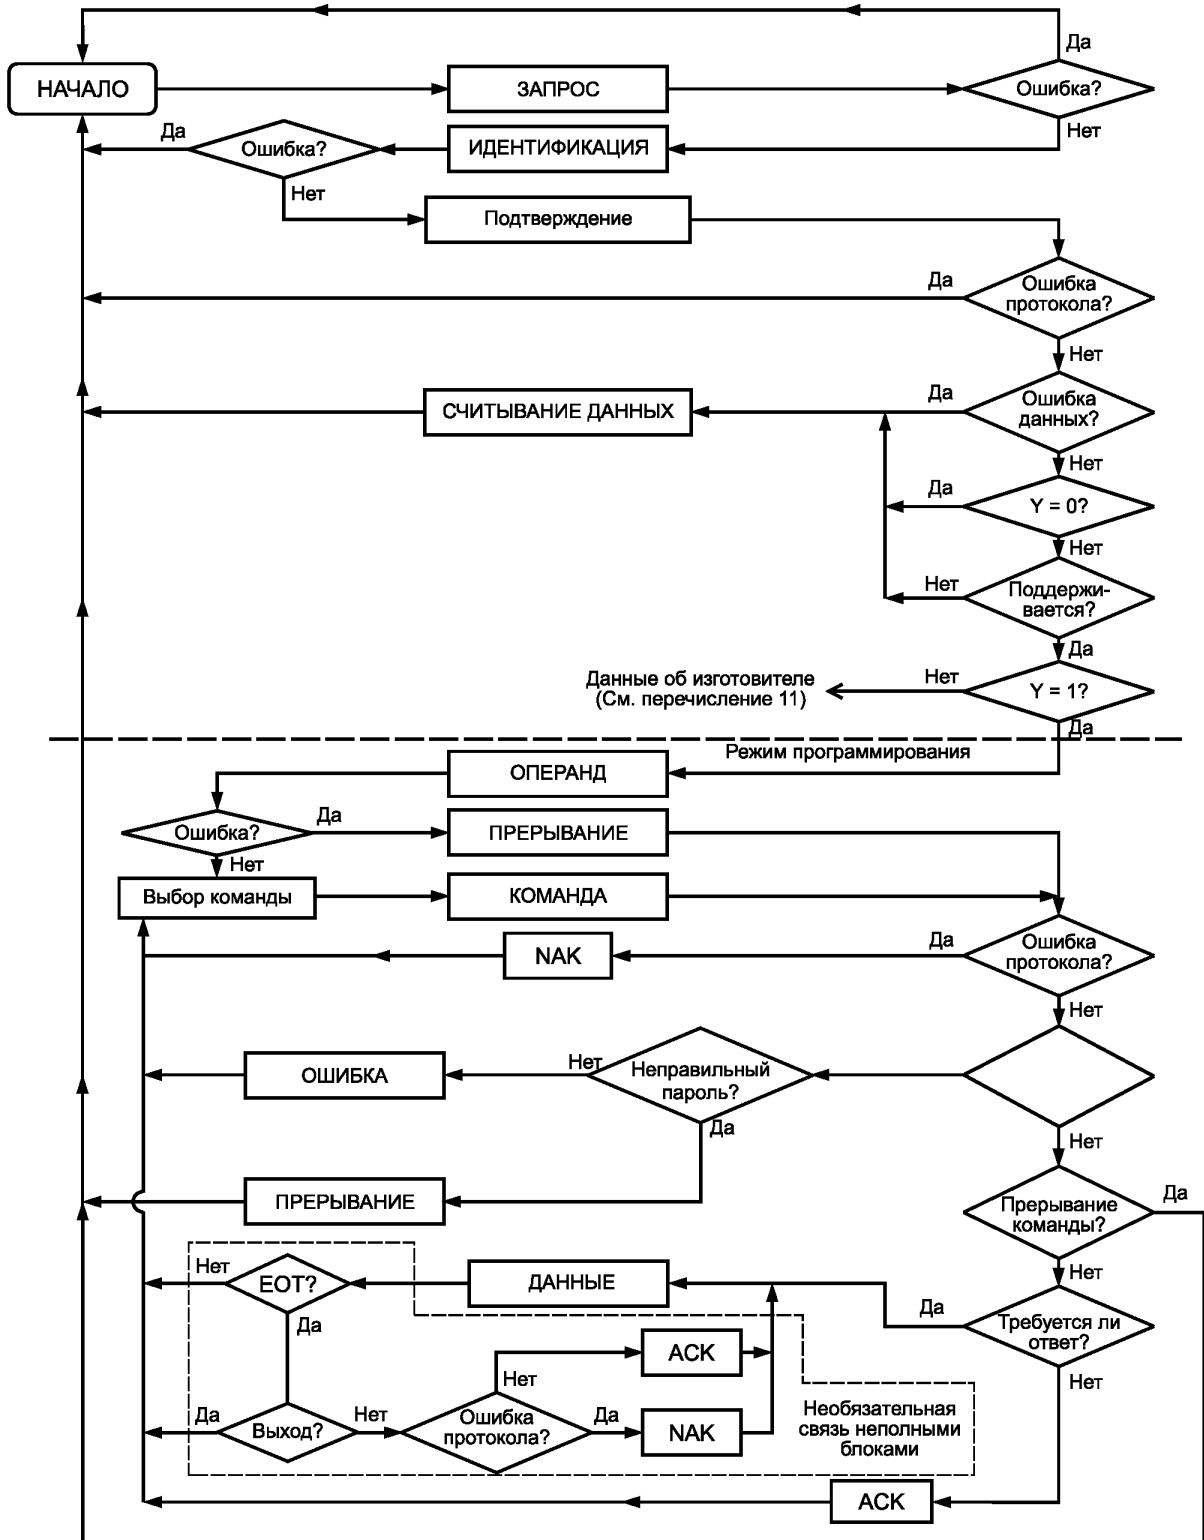 Да
НАЧАЛО
ЗАПРОС
Ошибка?
Да
Нет
Ошибка?
ИДЕНТИФИКАЦИЯ
Нет
Подтверждение
Да
Ошибка
протокола?
Нет
СЧИТЫВАНИЕ ДАННЫХ
Да
Ошибка
данных?
Нет
Да
Y = 0?
Нет
Нет
Поддержи-
вается?
Да
Данные об изготовителе
(См. перечисление 11)
Нет
Y = 1?
Да
Режим программирования
ОПЕРАНД
Ошибка?
Да
ПРЕРЫВАНИЕ
Нет
Выбор команды
КОМАНДА
NAK
Да
Ошибка
протокола?
Нет
ОШИБКА
Нет
Неправильный
пароль?
Да
Нет
ПРЕРЫВАНИЕ
Прерывание
команды?
Да
Нет
Нет
EOT?
ДАННЫЕ
Да
Требуется ли
ответ?
Да
ACK
Нет
Нет
Да
Выход?
Нет
Ошибка
протокола?
Да
NAK
Необязательная
связь неполными
блоками
ACK